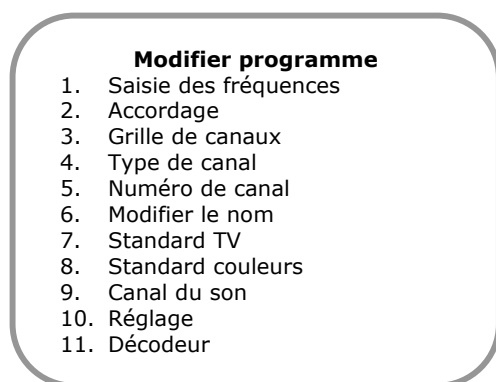 Modifier programme
1. Saisie des fréquences
2. Accordage
3. Grille de canaux
4. Type de canal
5. Numéro de canal
6. Modifier le nom
7. Standard TV
8. Standard couleurs
9. Canal du son
10. Réglage
11. Décodeur